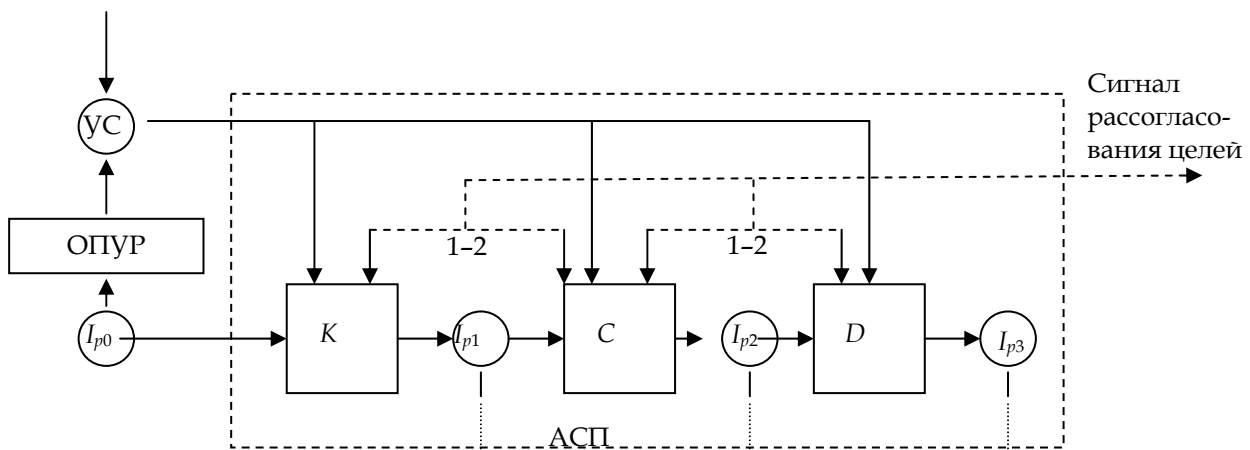 Сигнал
рассогласо-
вания целей
УС
ОПУР
1–2
1–2
Ip0
K
Ip1
C
Ip2
D
Ip3
АСП